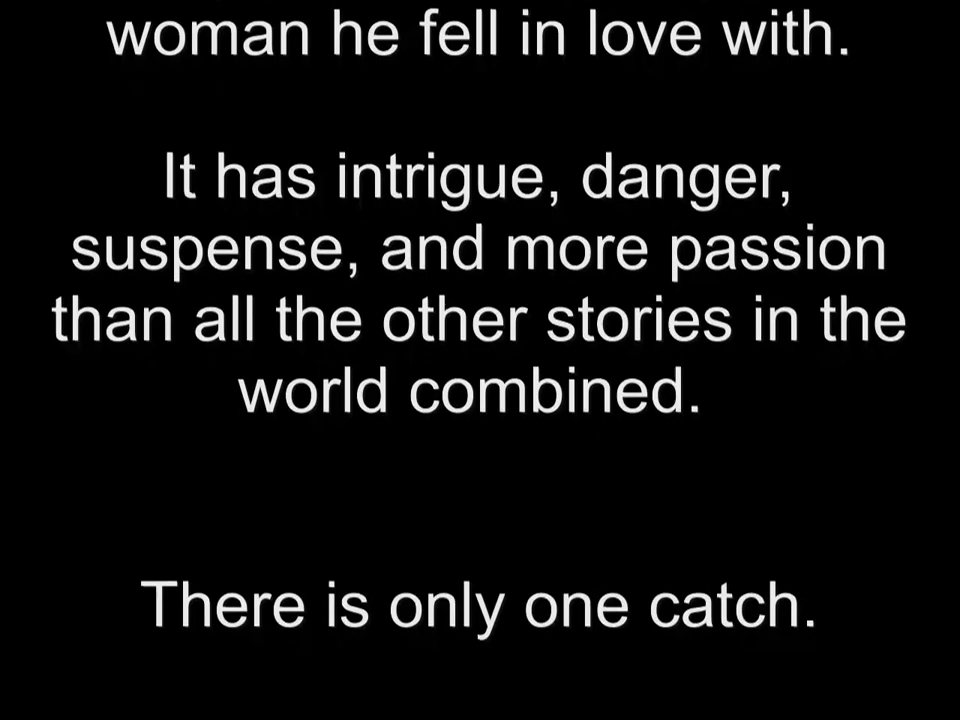 woman he fell in love with.
It has intrigue, danger,
suspense, and more passion
than all the other stories in the
world combined.
There is only one catch.